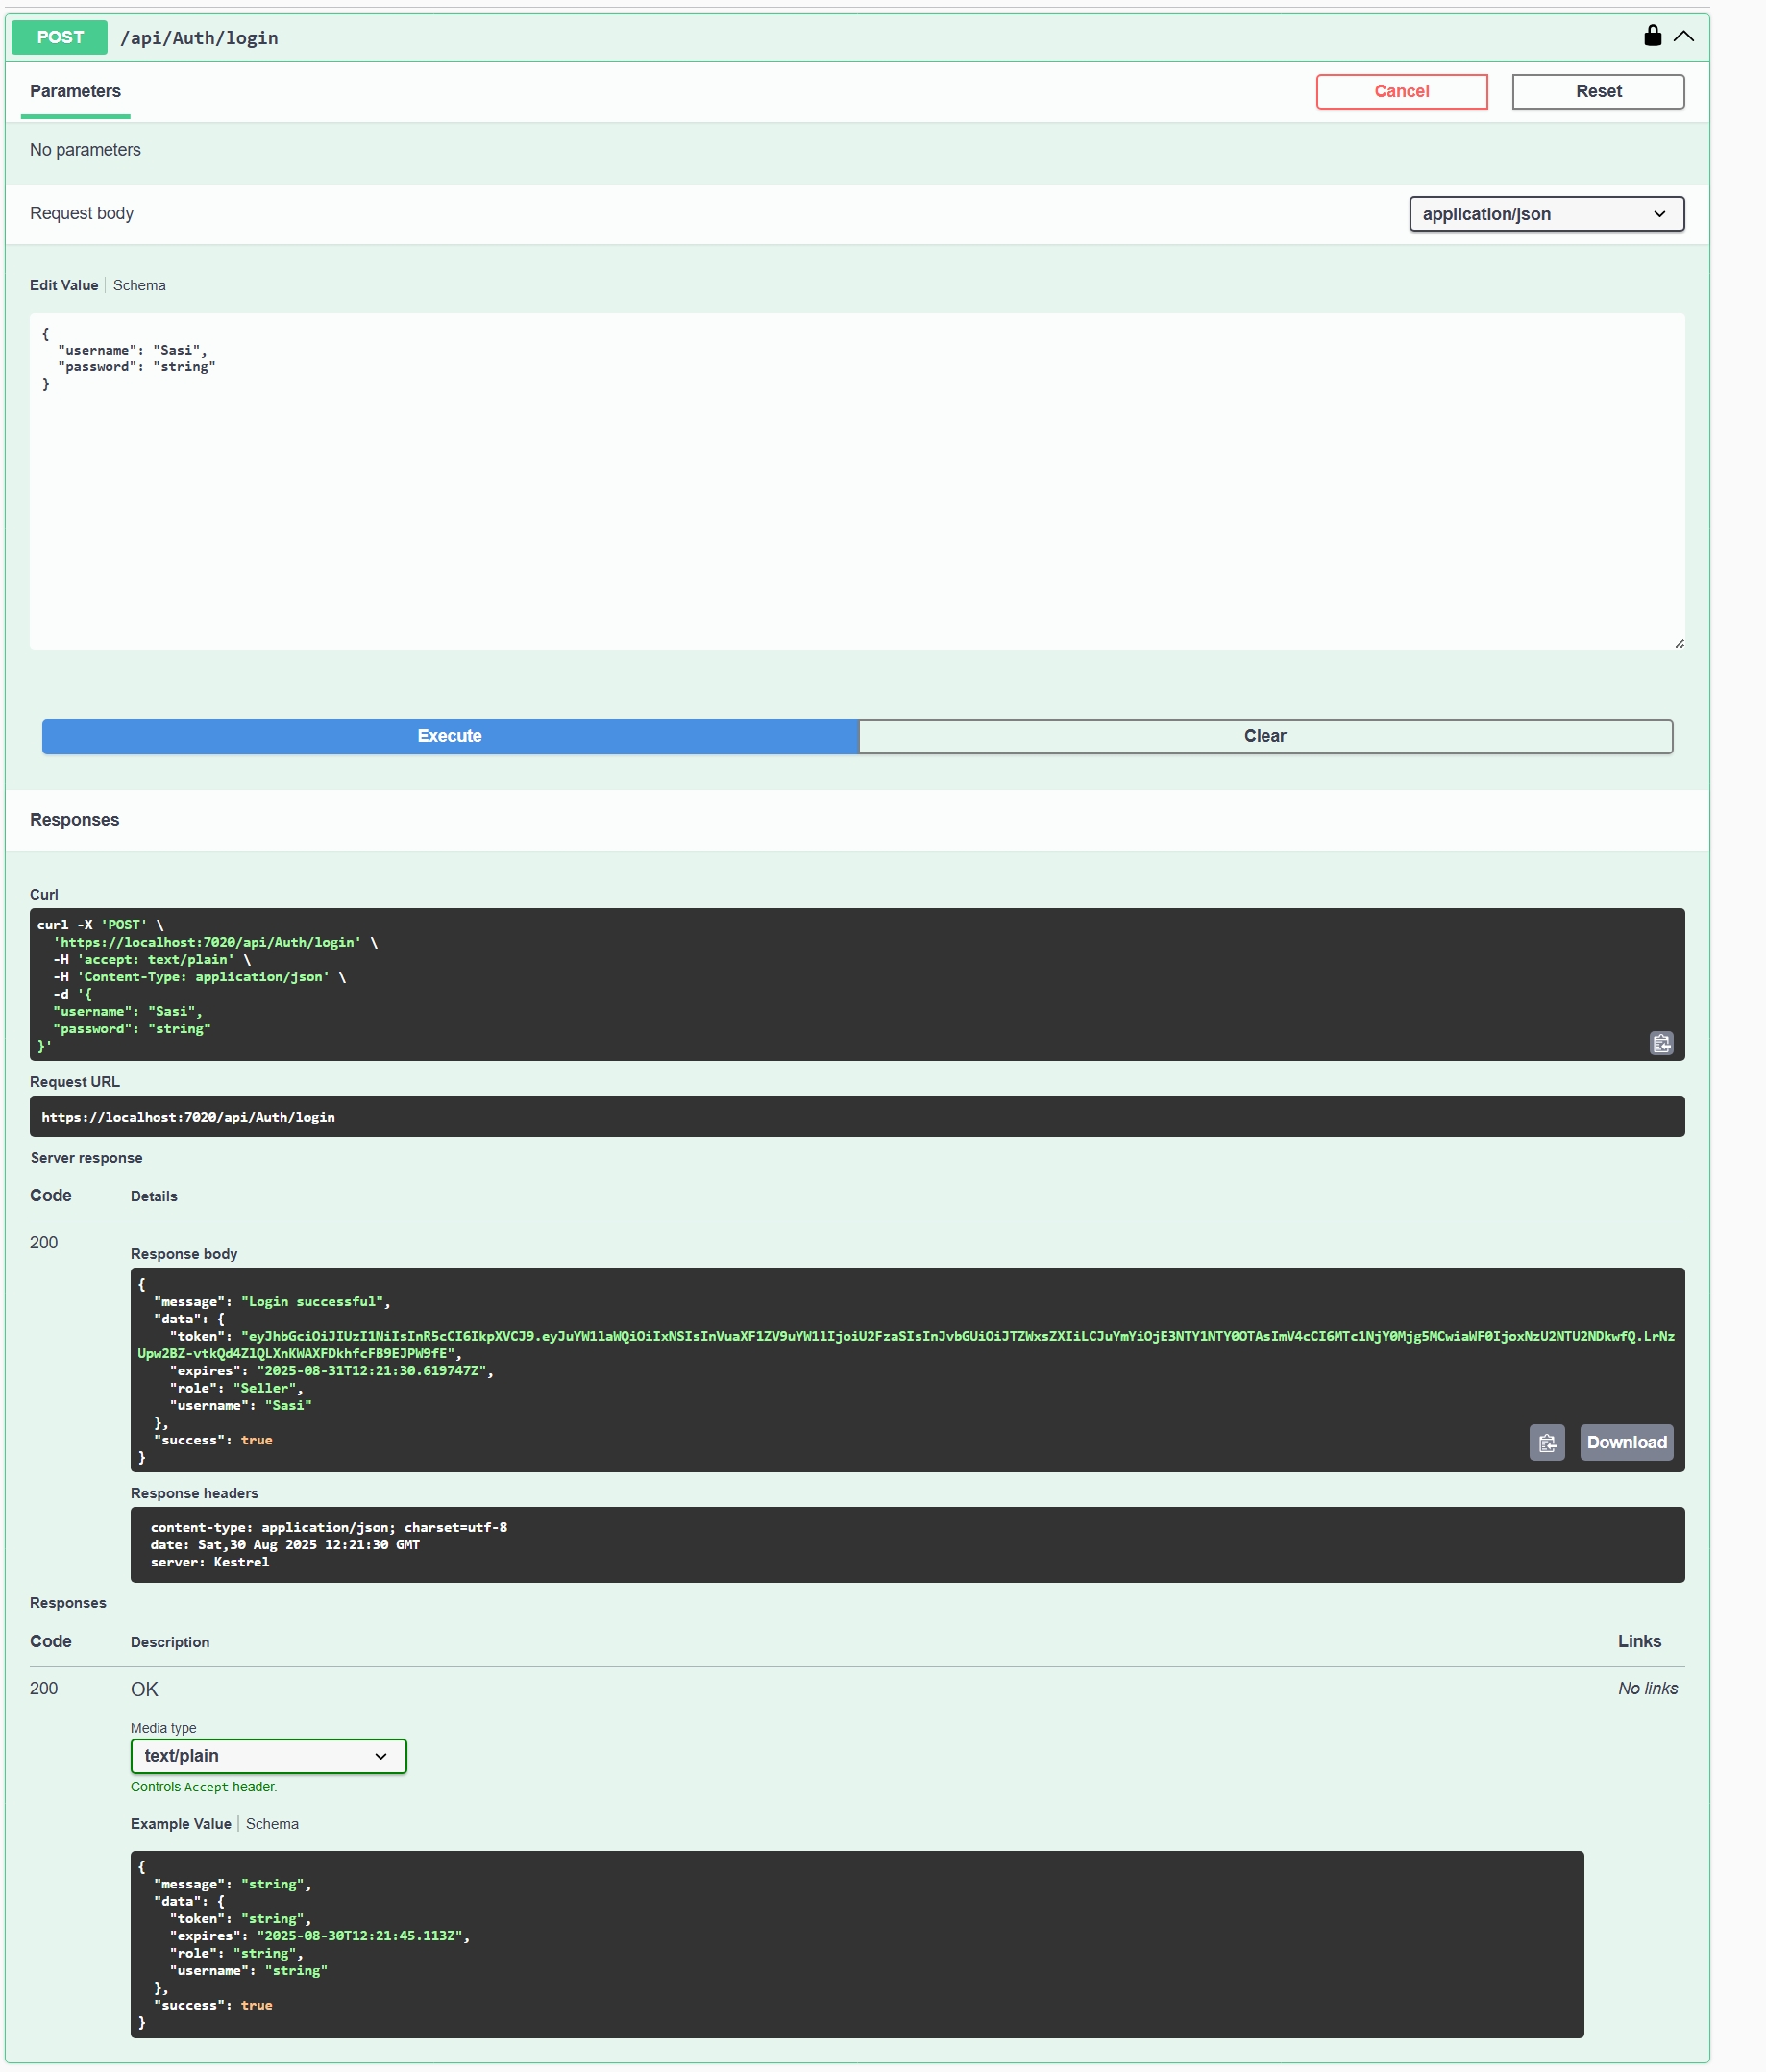 POST /api/Auth/login
Parameters
Cancel
Reset
No parameters
Request body
application/json
Edit Value
Schema
{
  "username": "Sasi",
  "password": "string"
}
Execute
Clear
Responses
Curl
curl -X 'POST' \
  'https://localhost:7020/api/Auth/login' \
  -H 'accept: text/plain' \
  -H 'Content-Type: application/json' \
  -d '{
  "username": "Sasi",
  "password": "string"
}'
Request URL
https://localhost:7020/api/Auth/login
Server response
Code Details
200
Response body
{
  "message": "Login successful",
  "data": {
    "token": "eyJhbGciOiJIUzI1NiIsInR5cCI6IkpXVCJ9.eyJuYW1laWQiOiIxNSIsInVuaXF1ZV9uYW1lIjoiU2FzaSIsInJvbGUiOiJTZWxsZXIiLCJuYmYiOjE3NTY1NTY0OTAsImV4cCI6MTc1NjY0Mjg5MCwiaWF0IjoxNzU2NTU2NDkwfQ.LrNz
Upw2BZ-vtkQd4ZlQLXnKWAXFDkhfcFB9EJPW9fE",
    "expires": "2025-08-31T12:21:30.619747Z",
    "role": "Seller",
    "username": "Sasi"
  },
  "success": true
}
Download
Response headers
content-type: application/json; charset=utf-8
date: Sat,30 Aug 2025 12:21:30 GMT
server: Kestrel
Responses
Code Description Links
200 OK No links
Media type
text/plain
Controls Accept header.
Example Value
Schema
{
  "message": "string",
  "data": {
    "token": "string",
    "expires": "2025-08-30T12:21:45.113Z",
    "role": "string",
    "username": "string"
  },
  "success": true
}